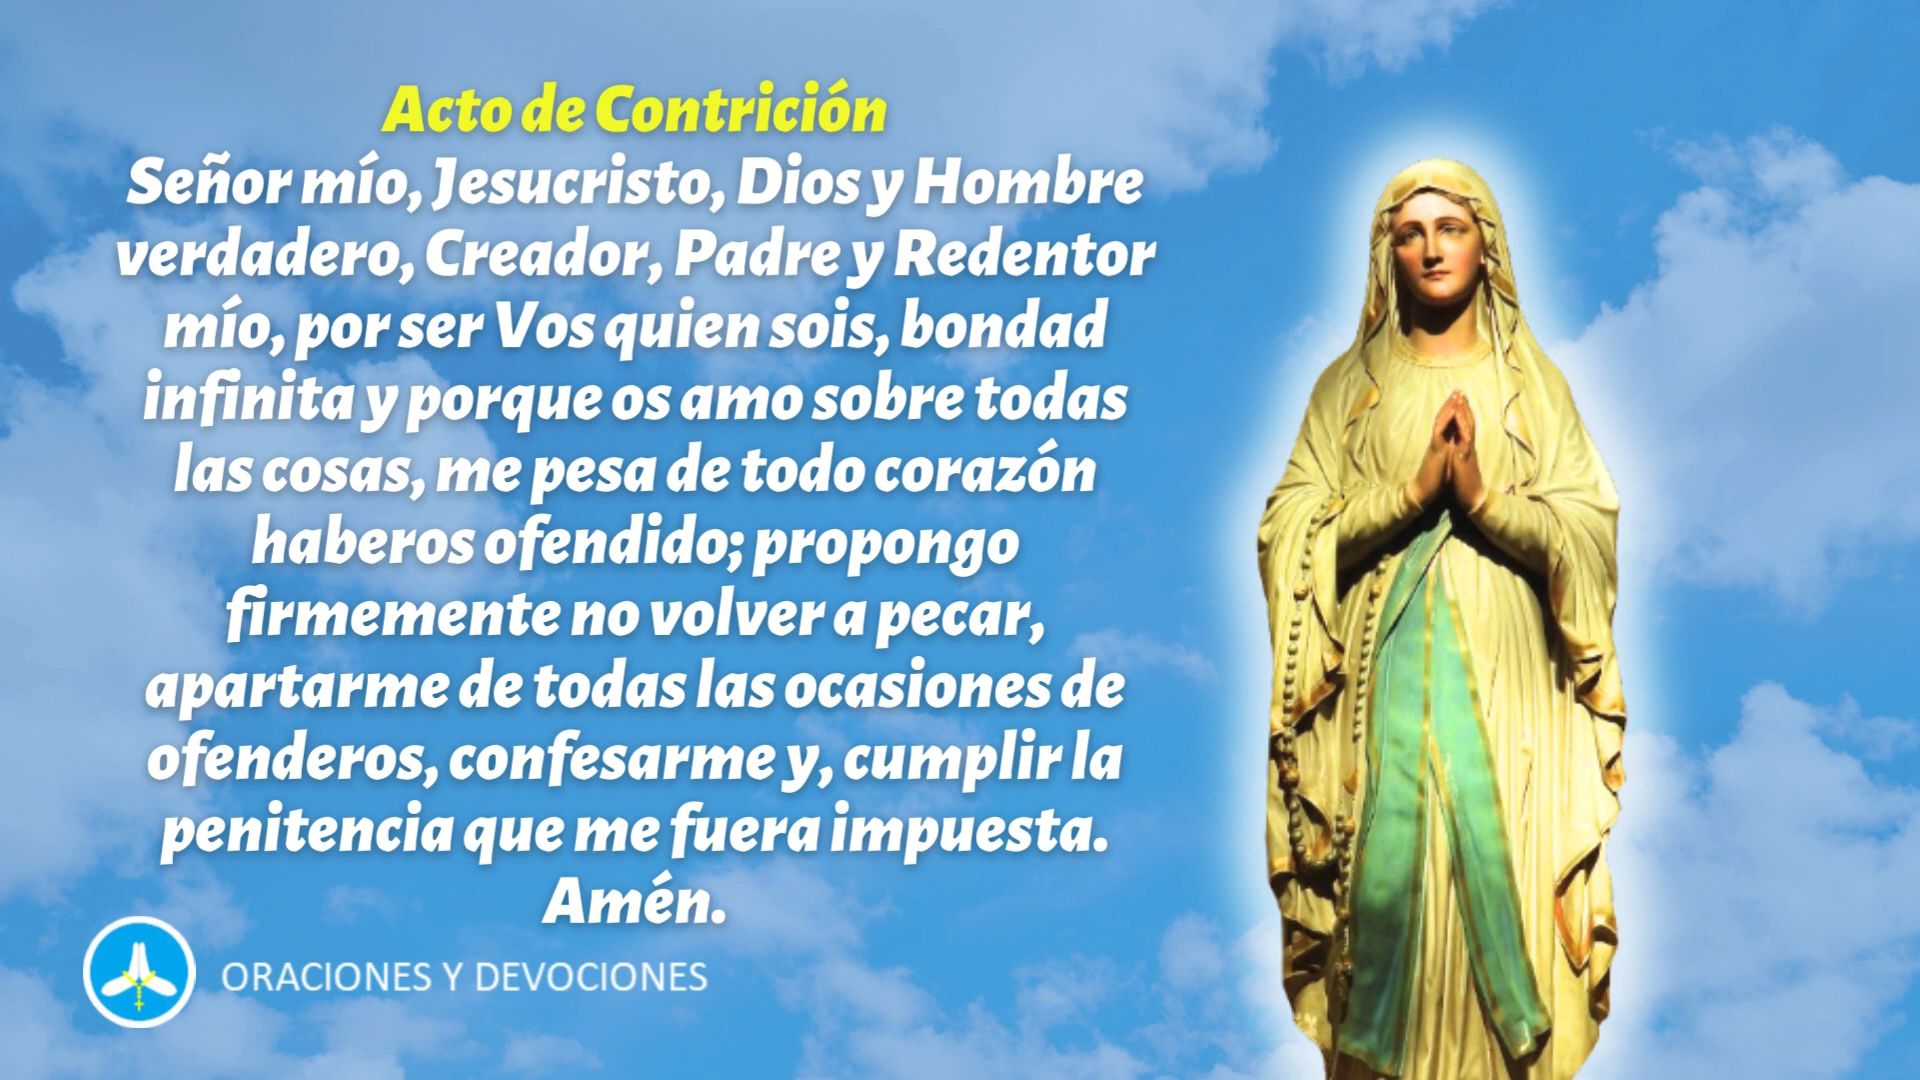 Acto de Contrición
Señor mío, Jesucristo, Dios y Hombre
verdadero, Creador, Padre y Redentor
mío, por ser Vos quien sois, bondad
infinita y porque os amo sobre todas
las cosas, me pesa de todo corazón
haberos ofendido; propongo
firmemente no volver a pecar,
apartarme de todas las ocasiones de
ofenderos, confesarme y, cumplir la
penitencia que me fuera impuesta.
Amén.
ORACIONES Y DEVOCIONES